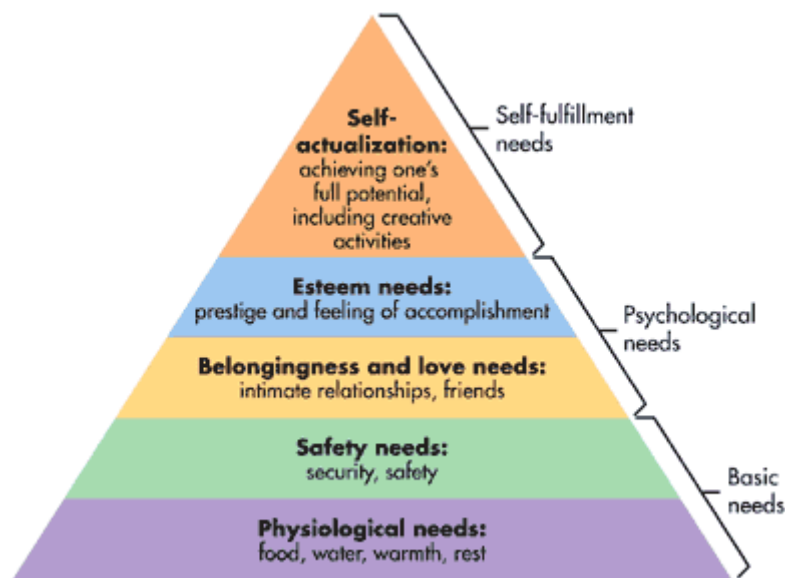 Self-
actualization:
achieving one's
full potential,
including creative
activities
Self-fulfillment
needs
Esteem needs:
prestige and feeling of accomplishment
Psychological
needs
Belongingness and love needs:
intimate relationships, friends
Safety needs:
security, safety
Basic
needs
Physiological needs:
food, water, warmth, rest